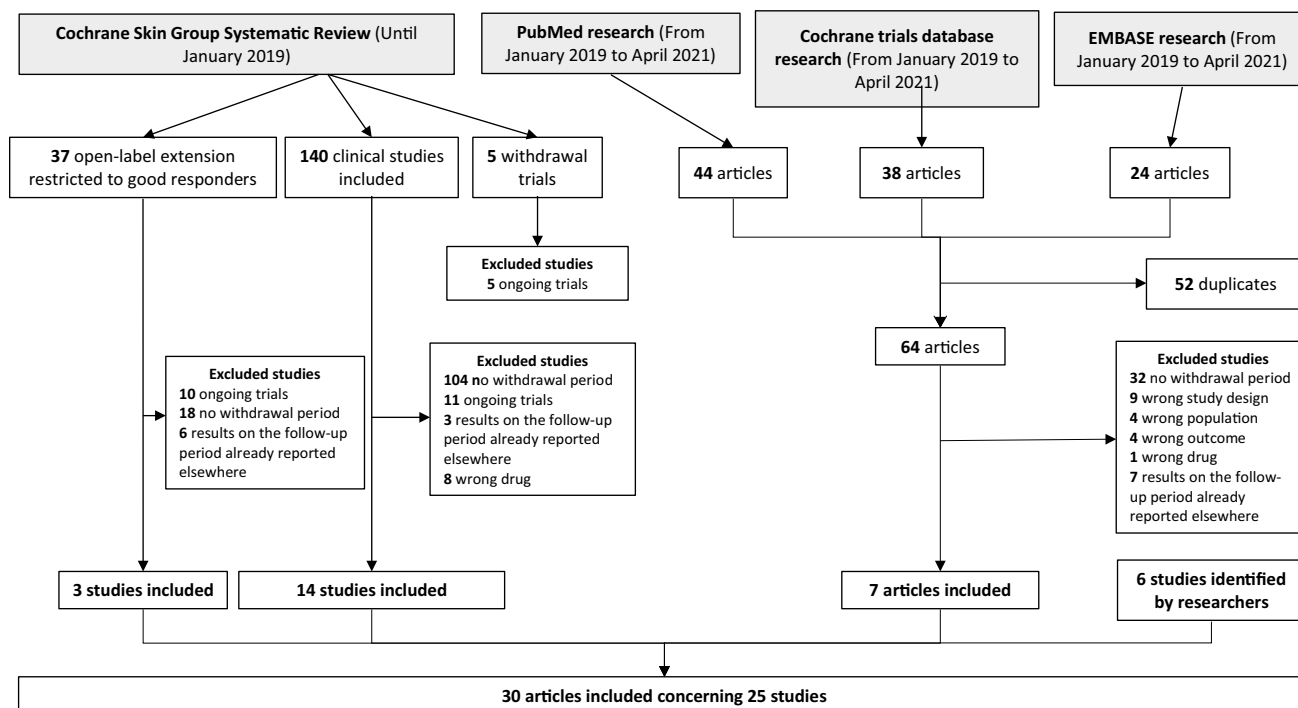 Cochrane Skin Group Systematic Review (Until
January 2019)
PubMed research (From
January 2019 to April 2021)
Cochrane trials database
research (From January 2019 to
April 2021)
EMBASE research (From
January 2019 to April 2021)
37 open-label extension
restricted to good responders
140 clinical studies
included
5 withdrawal
trials
44 articles
38 articles
24 articles
Excluded studies
5 ongoing trials
52 duplicates
64 articles
Excluded studies
10 ongoing trials
18 no withdrawal period
6 results on the follow-up
period already reported
elsewhere
Excluded studies
104 no withdrawal period
11 ongoing trials
3 results on the follow-up
period already reported
elsewhere
8 wrong drug
Excluded studies
32 no withdrawal period
9 wrong study design
4 wrong population
4 wrong outcome
1 wrong drug
7 results on the follow-
up period already
reported elsewhere
3 studies included
14 studies included
7 articles included
6 studies identified
by researchers
30 articles included concerning 25 studies